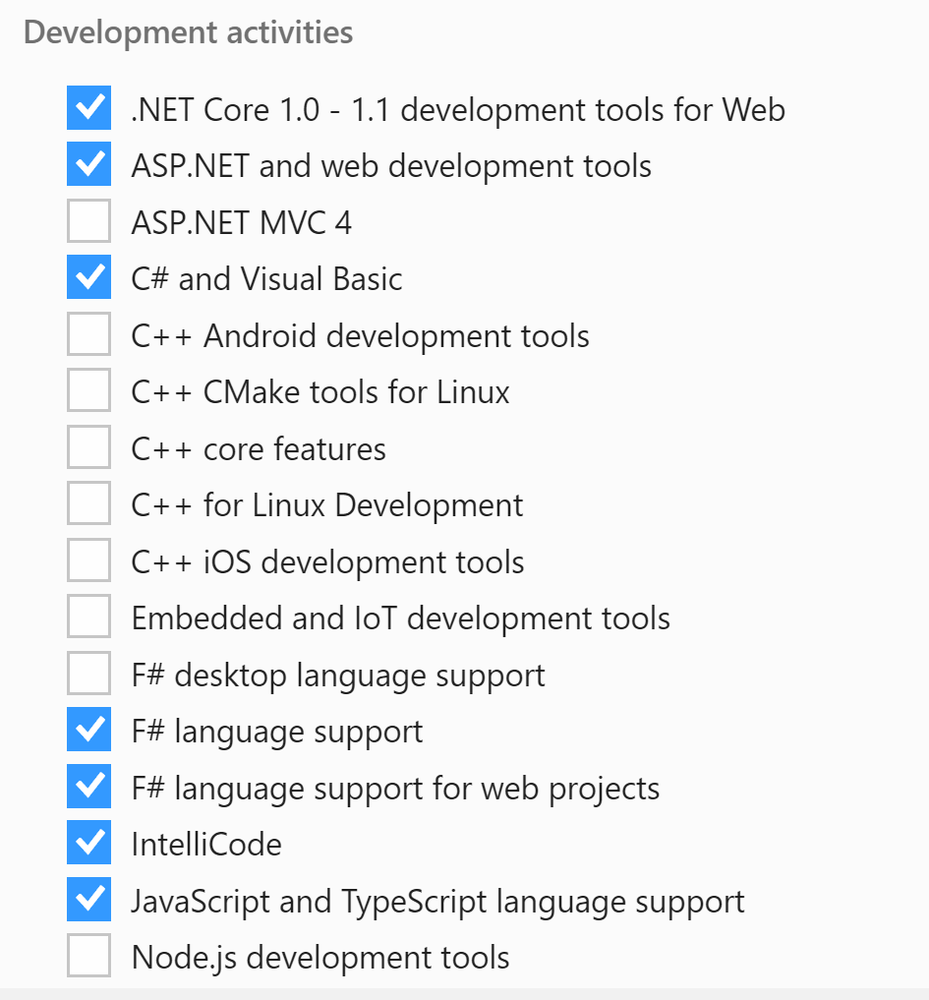 Development activities
.NET Core 1.0 - 1.1 development tools for Web
ASP.NET and web development tools
ASP.NET MVC 4
C# and Visual Basic
C++ Android development tools
C++ CMake tools for Linux
C++ core features
C++ for Linux Development
C++ iOS development tools
Embedded and IoT development tools
F# desktop language support
F# language support
F# language support for web projects
IntelliCode
JavaScript and TypeScript language support
Node.js development tools